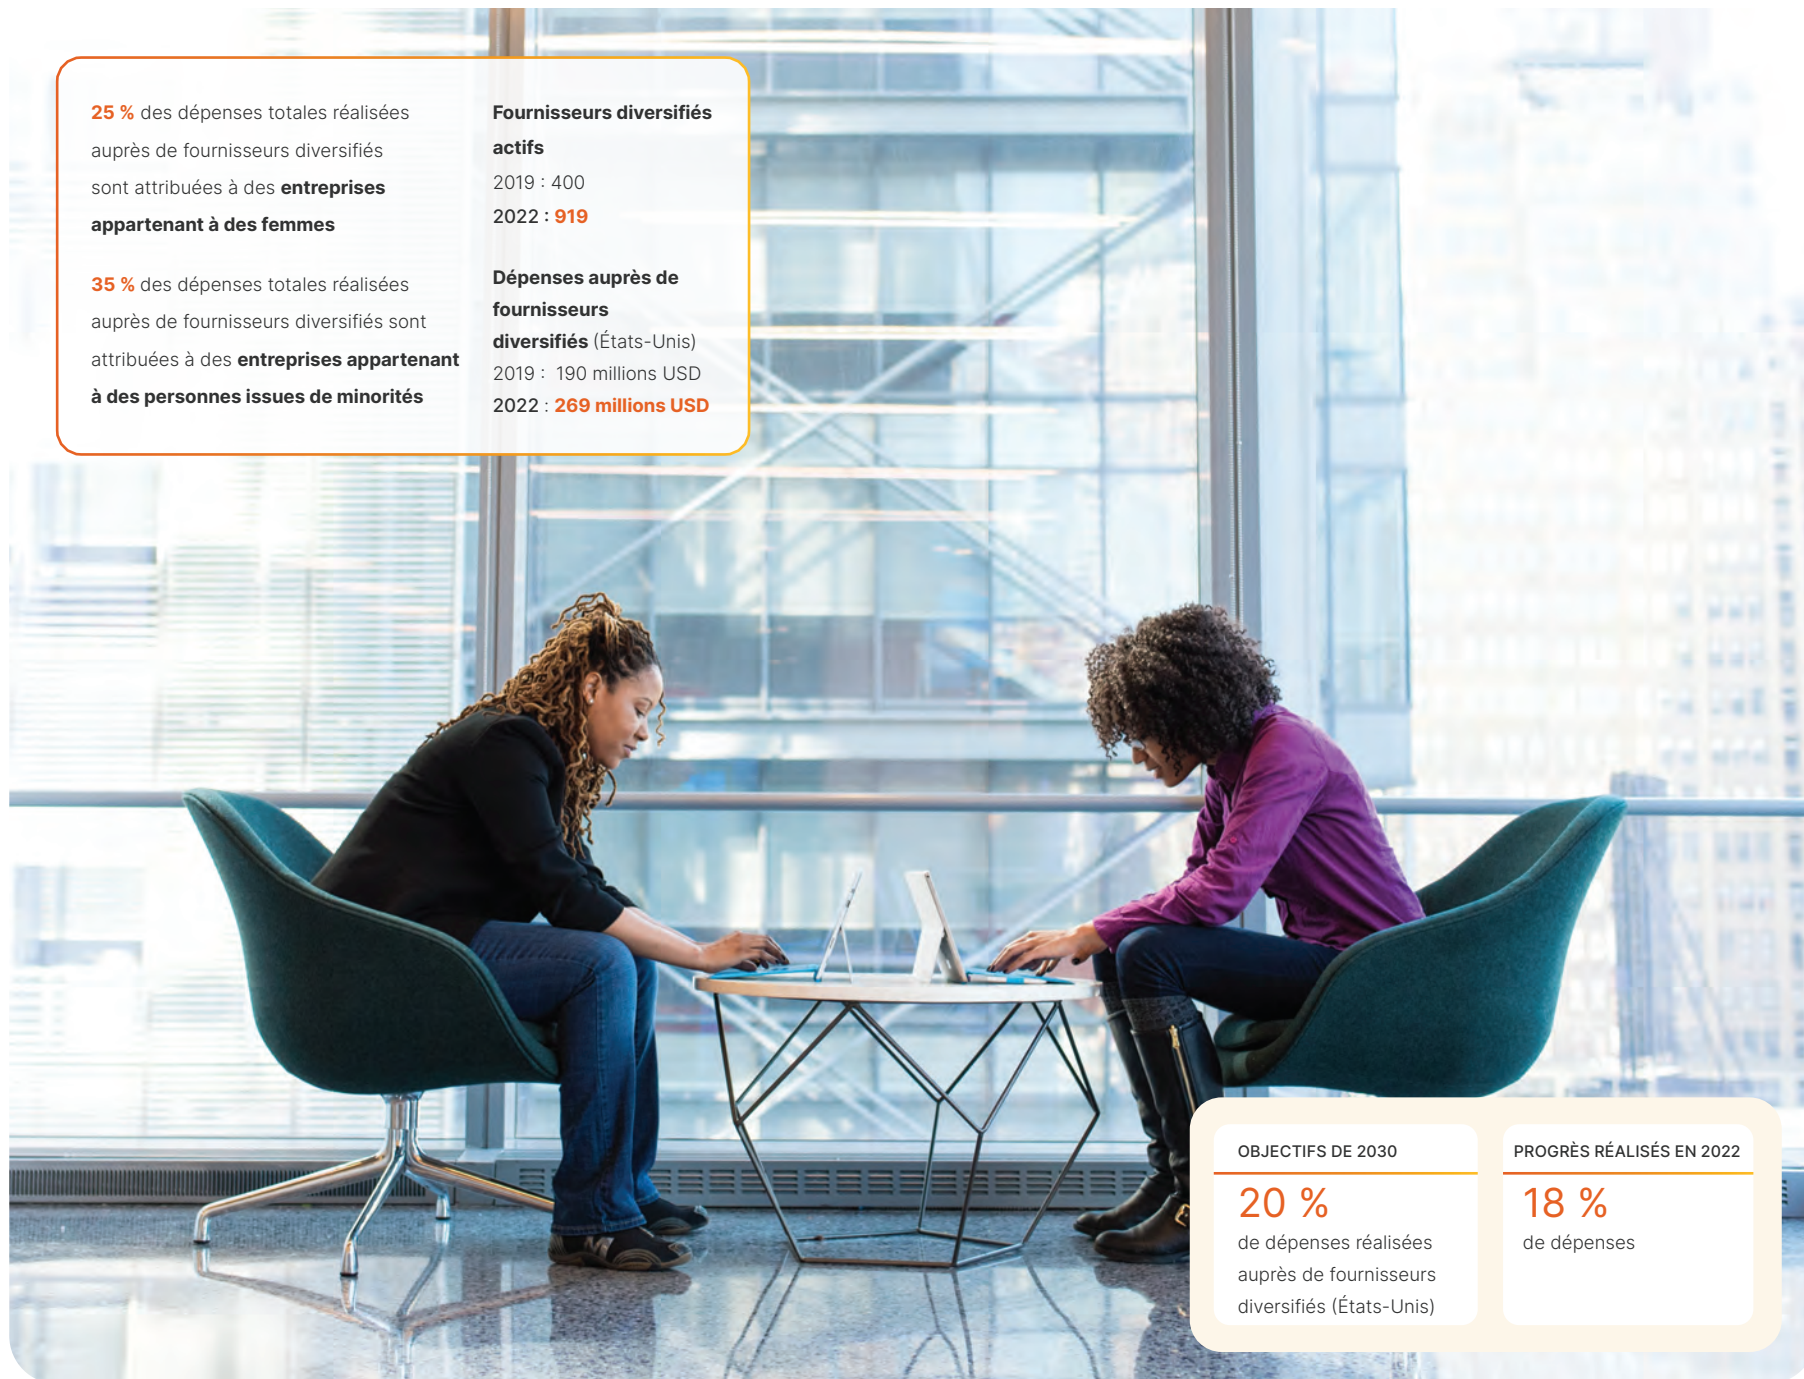 25 % des dépenses totales réalisées
auprès de fournisseurs diversifiés
sont attribuées à des entreprises
appartenant à des femmes
35 % des dépenses totales réalisées
auprès de fournisseurs diversifiés sont
attribuées à des entreprises appartenant
à des personnes issues de minorités
Fournisseurs diversifiés
actifs
2019 : 400
2022 : 919
Dépenses auprès de
fournisseurs
diversifiés (États-Unis)
2019 : 190 millions USD
2022 : 269 millions USD
OBJECTIFS DE 2030
20 %
de dépenses réalisées
auprès de fournisseurs
diversifiés (États-Unis)
PROGRÈS RÉALISÉS EN 2022
18 %
de dépenses